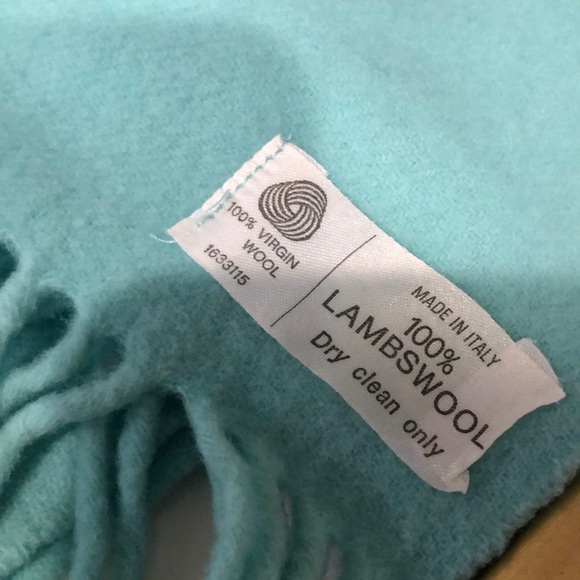 100% VIRGIN
WOOL
1633115
MADE IN ITALY
100%
LAMBSWOOL
Dry clean only